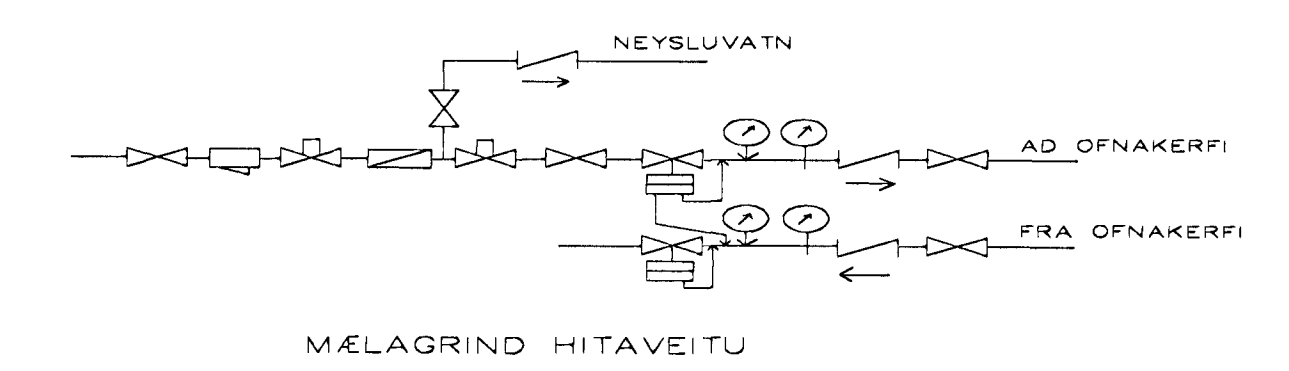 NEYSLUVATN
AD OFNAKERFI
FRA OFNAKERFI
MÆLAGRIND HITAVEITU